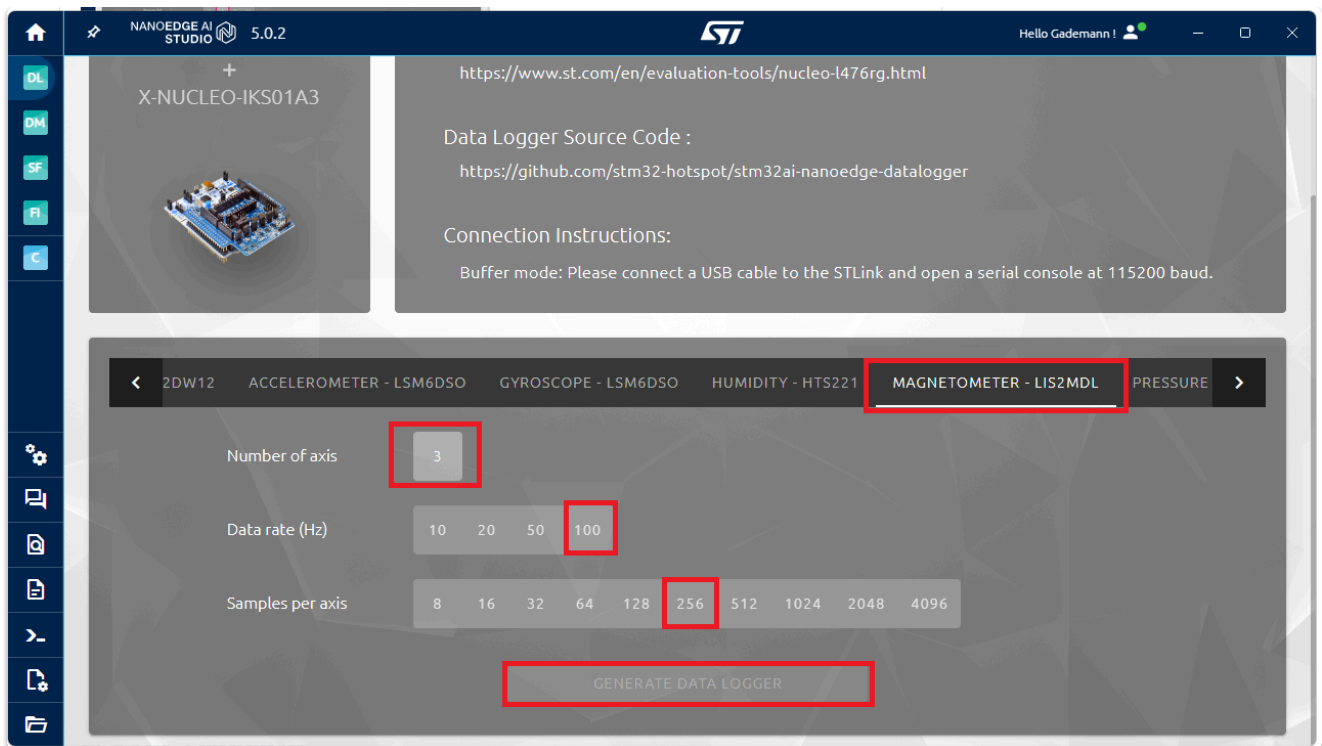 NANOEDGE AI
STUDIO
5.0.2
ST
Hello Gademann !
DL
DM
SF
FI
C
+
X-NUCLEO-IKS01A3
https://www.st.com/en/evaluation-tools/nucleo-l476rg.html
Data Logger Source Code :
https://github.com/stm32-hotspot/stm32ai-nanoedge-datalogger
Connection Instructions:
Buffer mode: Please connect a USB cable to the STLink and open a serial console at 115200 baud.
2DW12 ACCELEROMETER - LSM6DSO GYROSCOPE - LSM6DSO HUMIDITY - HTS221 MAGNETOMETER - LIS2MDL PRESSURE
Number of axis 3
Data rate (Hz) 10 20 50 100
Samples per axis 8 16 32 64 128 256 512 1024 2048 4096
GENERATE DATA LOGGER